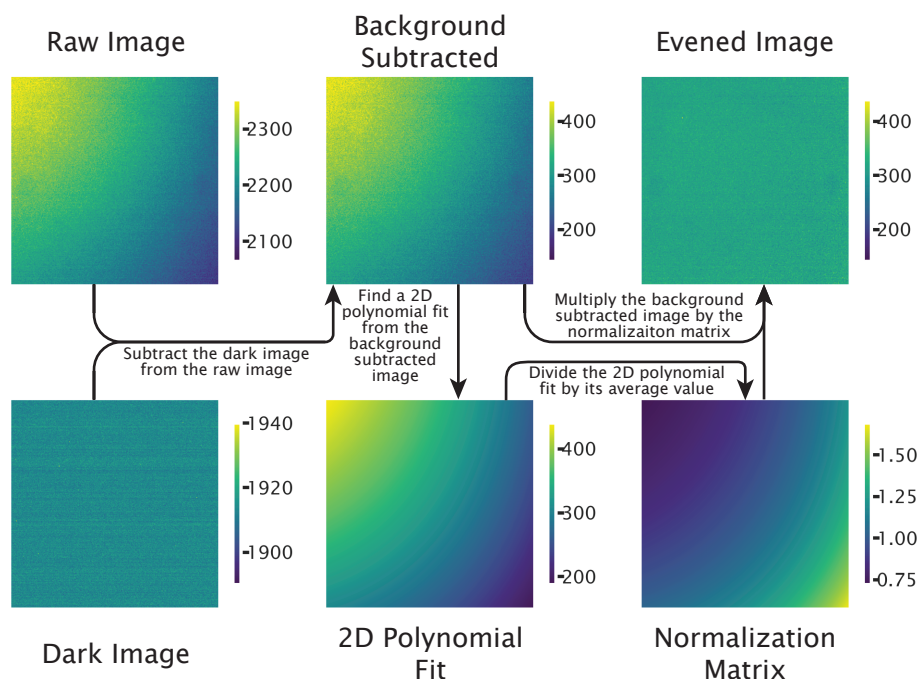 Raw Image
Background
Subtracted
Evened Image
2300
2200
2100
400
300
200
400
300
200
Subtract the dark image
from the raw image
Find a 2D
polynomial fit
from the
background
subtracted
image
Multiply the background
subtracted image by the
normalizaiton matrix
Divide the 2D polynomial
fit by its average value
1940
1920
1900
400
300
200
1.50
1.25
1.00
0.75
Dark Image
2D Polynomial
Fit
Normalization
Matrix